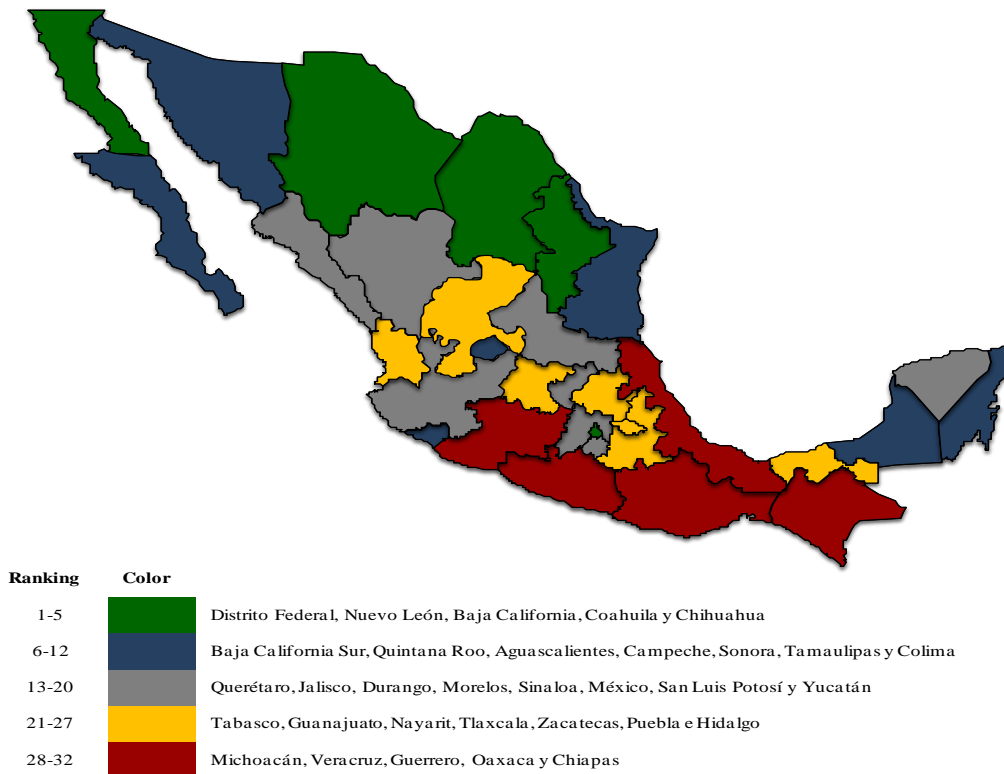 Ranking Color
1-5 Distrito Federal, Nuevo León, Baja California, Coahuila y Chihuahua
6-12 Baja California Sur, Quintana Roo, Aguascalientes, Campeche, Sonora, Tamaulipas y Colima
13-20 Querétaro, Jalisco, Durango, Morelos, Sinaloa, México, San Luis Potosí y Yucatán
21-27 Tabasco, Guanajuato, Nayarit, Tlaxcala, Zacatecas, Puebla e Hidalgo
28-32 Michoacán, Veracruz, Guerrero, Oaxaca y Chiapas